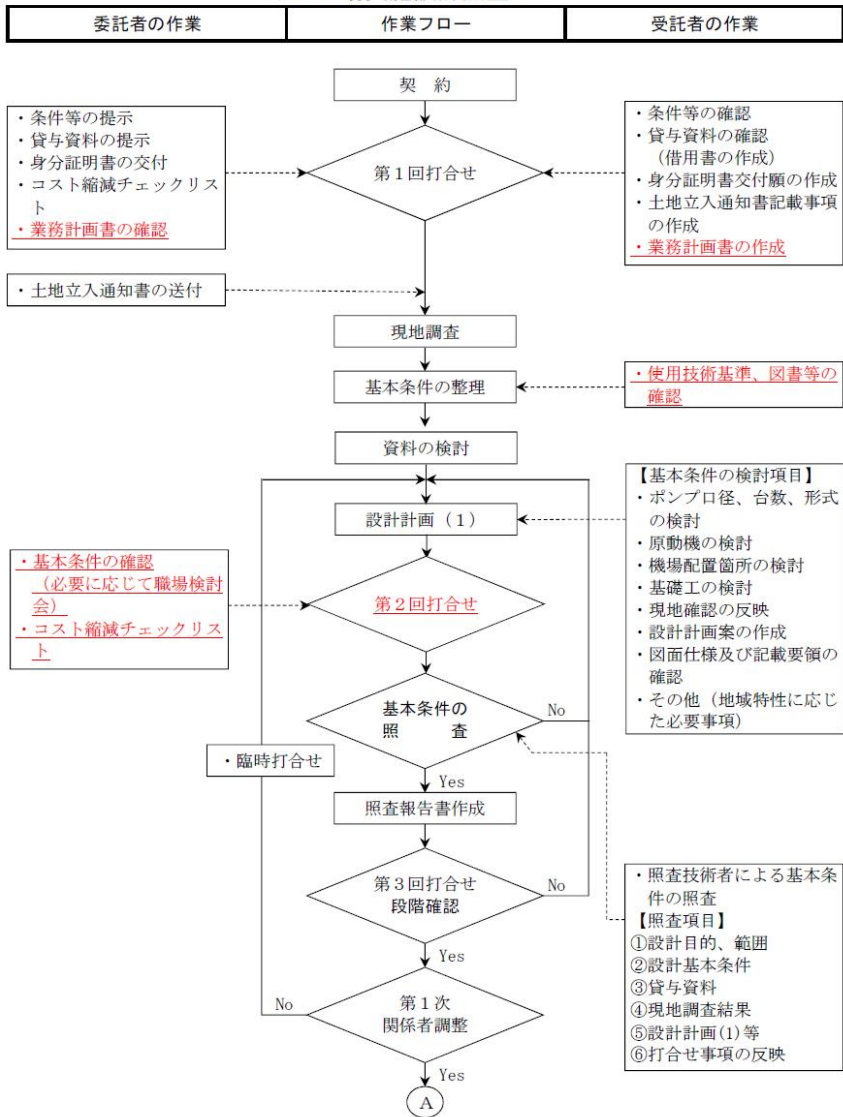 委託者の作業
作業フロー
受託者の作業
契　約
・条件等の提示
・貸与資料の提示
・身分証明書の交付
・コスト縮減チェックリス
ト
・業務計画書の確認
第１回打合せ
・条件等の確認
・貸与資料の確認
（借用書の作成）
・身分証明書交付願の作成
・土地立入通知書記載事項
の作成
・業務計画書の作成
・土地立入通知書の送付
現地調査
基本条件の整理
・使用技術基準、図書等の
確認
資料の検討
設計計画（１）
【基本条件の検討項目】
・ポンプロ径、台数、形式
の検討
・原動機の検討
・機場配置箇所の検討
・基礎工の検討
・現地確認の反映
・設計計画案の作成
・図面仕様及び記載要領の
確認
・その他（地域特性に応じ
た必要事項）
・基本条件の確認
（必要に応じて職場検討
会）
・コスト縮減チェックリス
ト
第２回打合せ
基本条件の
照　　査
No
・臨時打合せ
Yes
照査報告書作成
第３回打合せ
段階確認
No
Yes
・照査技術者による基本条
件の照査
【照査項目】
①設計目的、範囲
②設計基本条件
③貸与資料
④現地調査結果
⑤設計計画(1)等
⑥打合せ事項の反映
No
第１次
関係者調整
Yes
A